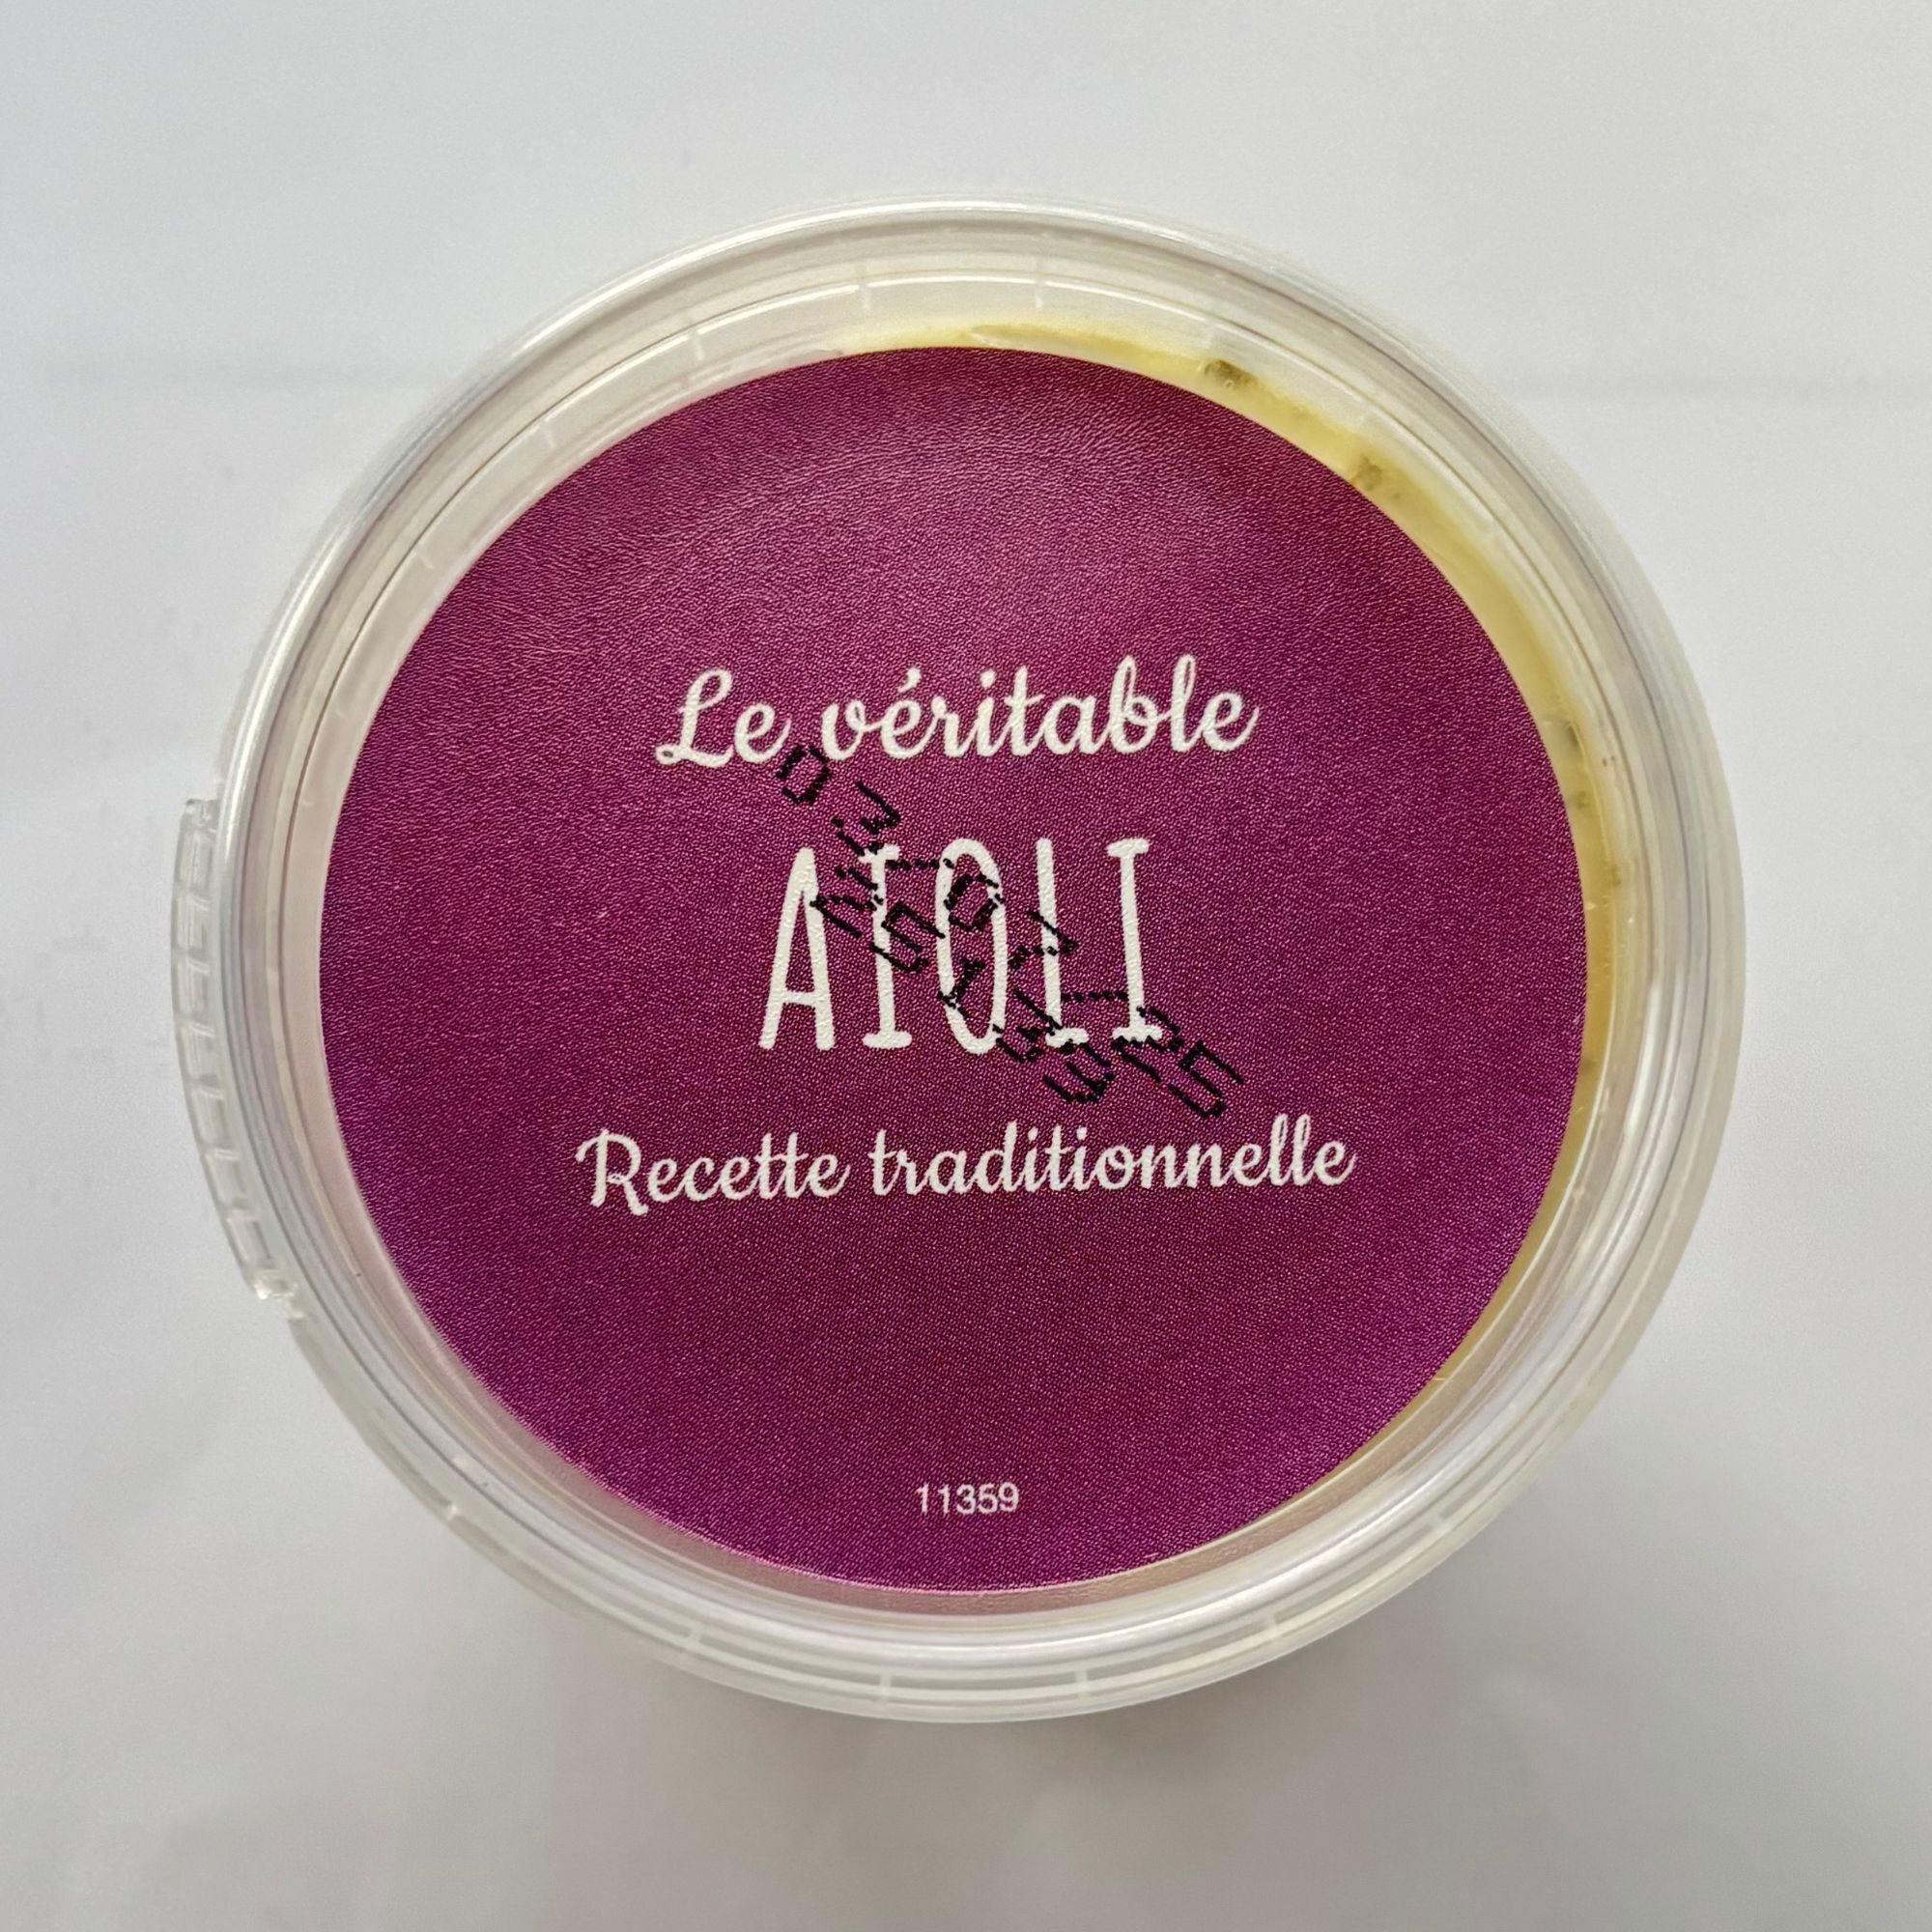 Le véritable
AIOLI
Recette traditionnelle
11359